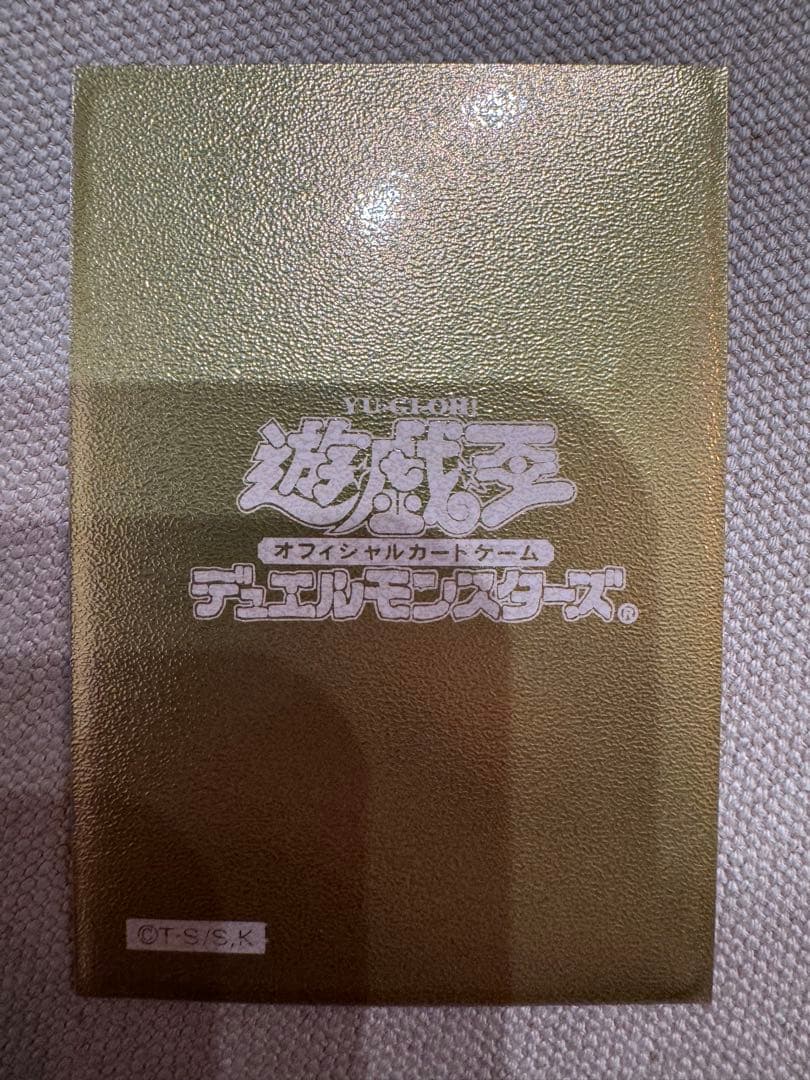 YU-GI-OH!
遊戯王
オフィシャルカードゲーム
デュエルモンスターズ®
©T-S/S,K